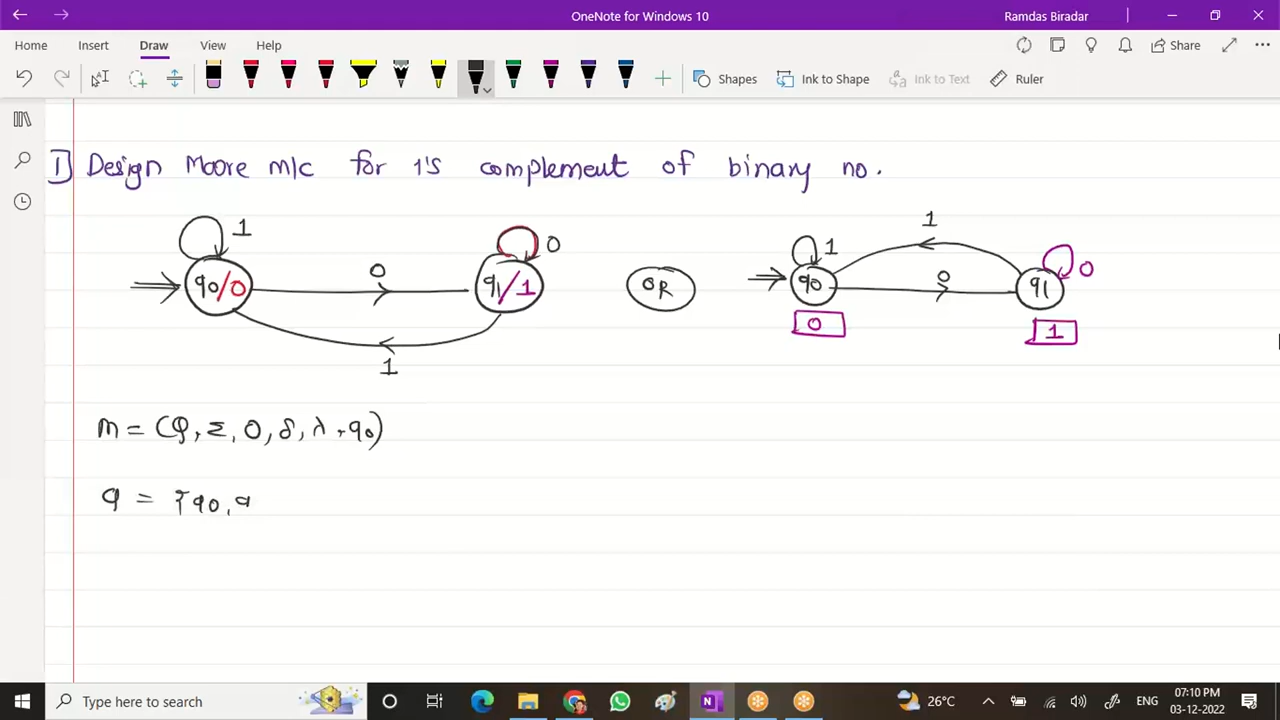 OneNote for Windows 10
Ramdas Biradar
Home Insert Draw View Help
Share
Shapes Ink to Shape Ink to Text Ruler
1] Design Moore m/c for 1's complement of binary no.
1 0 1
q0/0 0 q1/1 OR 1 q0 0 q1 0
0 1
1
M = (Q, Σ, O, δ, λ, q0)
q = {q0, q
Type here to search
26°C
ENG
07:10 PM
03-12-2022